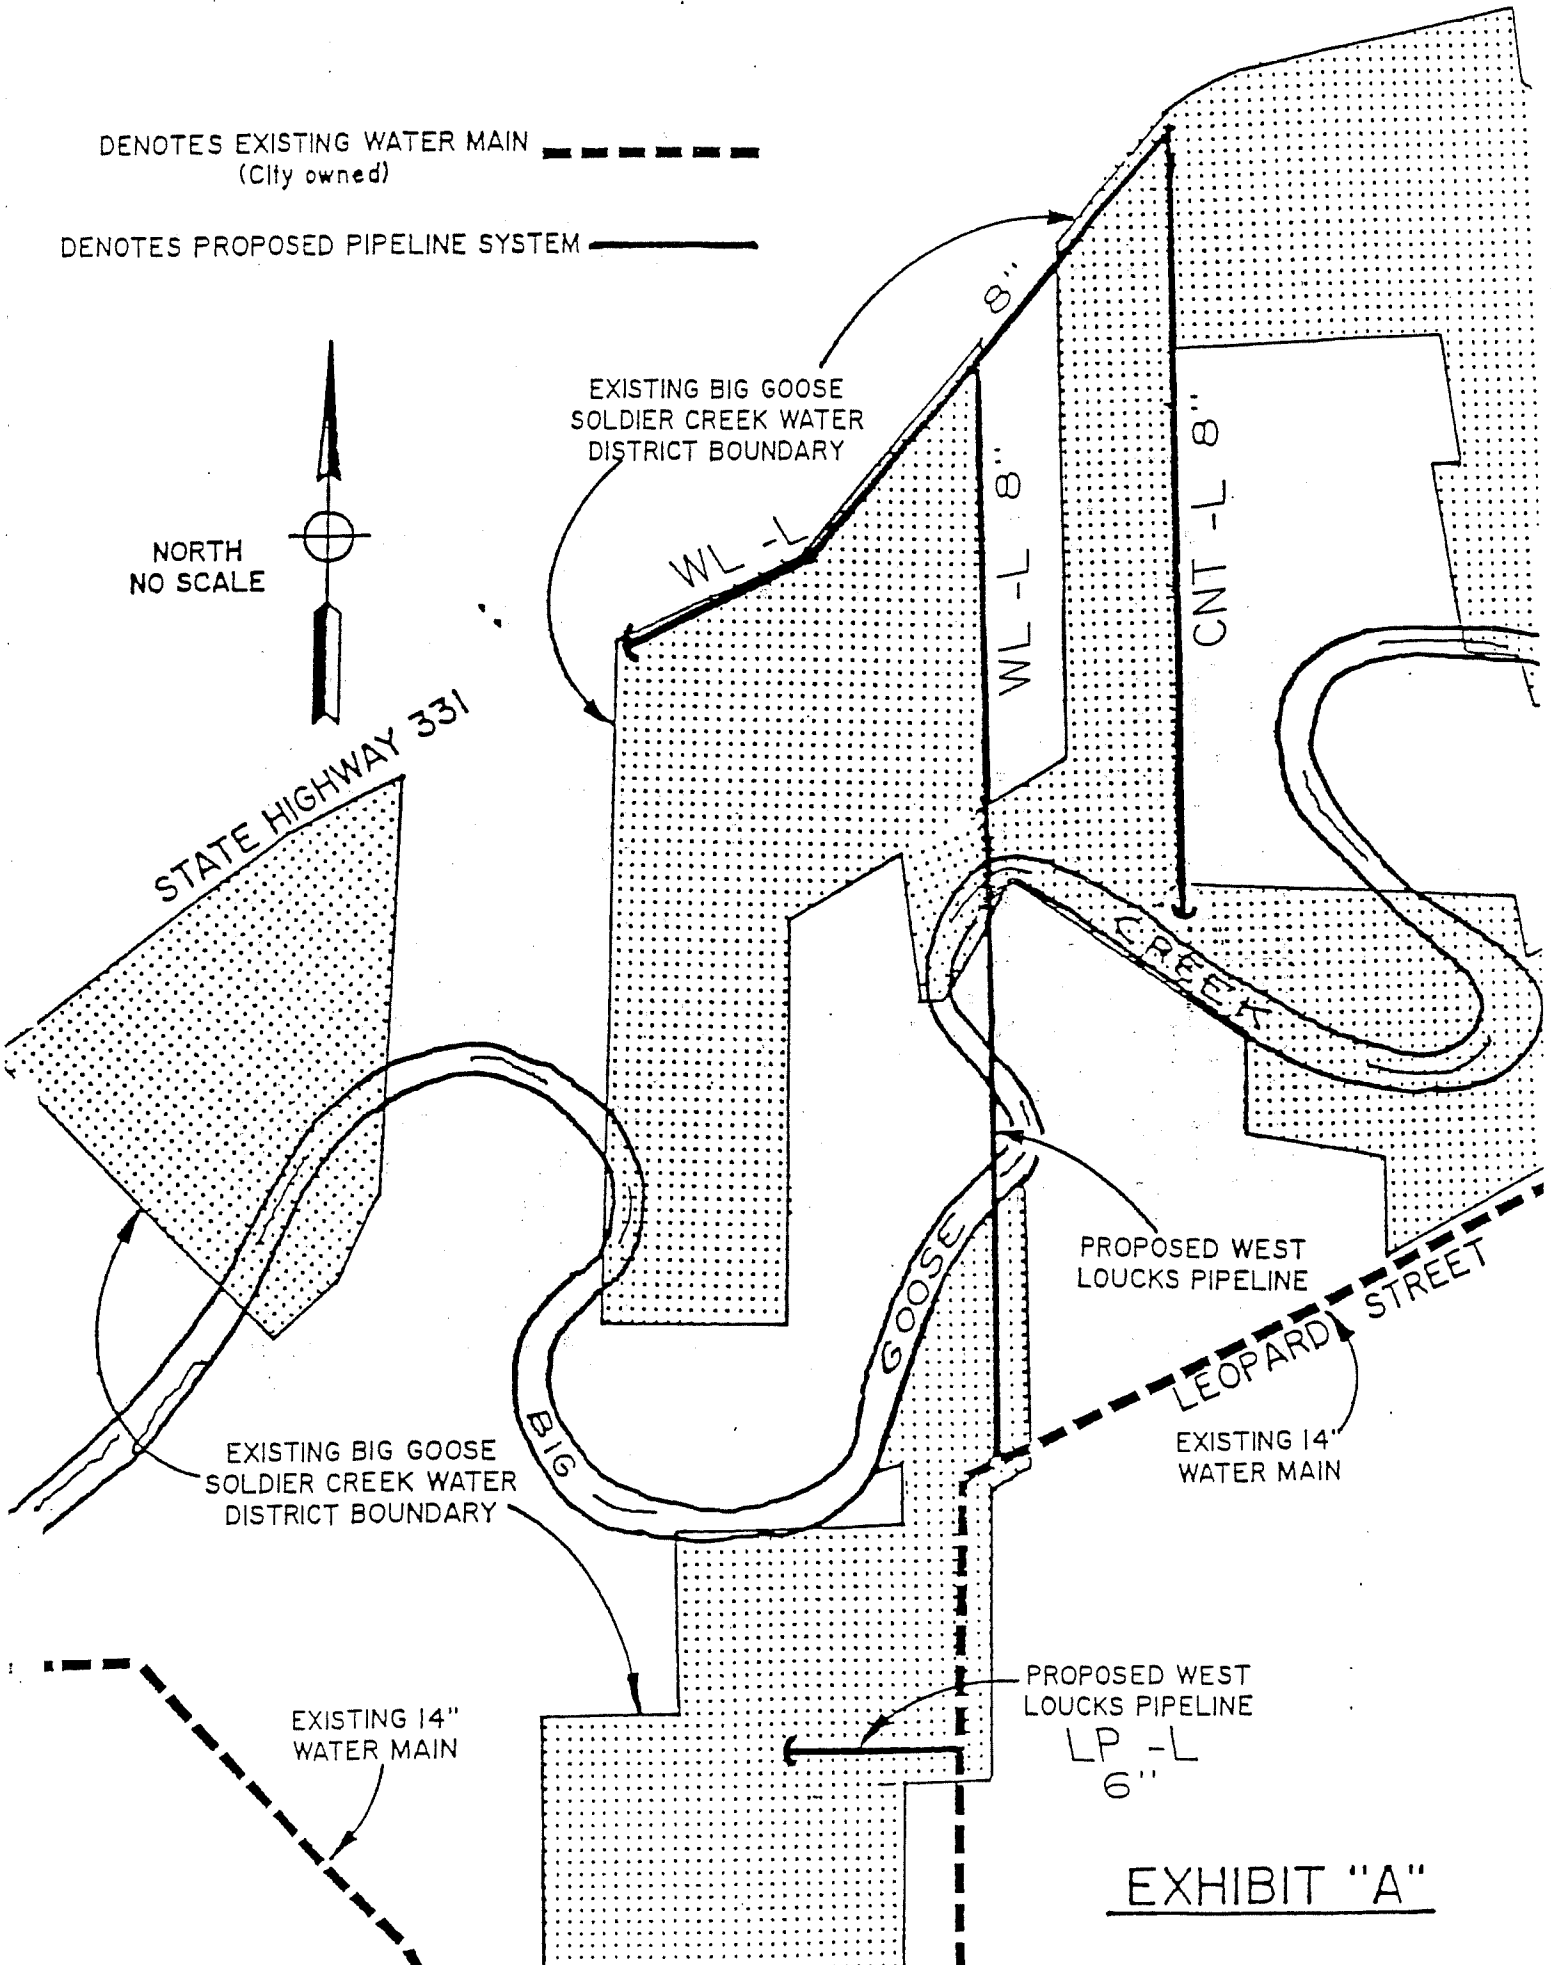 DENOTES EXISTING WATER MAIN
(City owned)
DENOTES PROPOSED PIPELINE SYSTEM
8"
EXISTING BIG GOOSE
SOLDIER CREEK WATER
DISTRICT BOUNDARY
WL -L
WL -L 8"
CNT -L 8"
NORTH
NO SCALE
STATE HIGHWAY 331
CREEK
GOOSE
BIG
PROPOSED WEST
LOUCKS PIPELINE
LEOPARD STREET
EXISTING 14"
WATER MAIN
EXISTING BIG GOOSE
SOLDIER CREEK WATER
DISTRICT BOUNDARY
PROPOSED WEST
LOUCKS PIPELINE
LP -L
6"
EXISTING 14"
WATER MAIN
EXHIBIT "A"